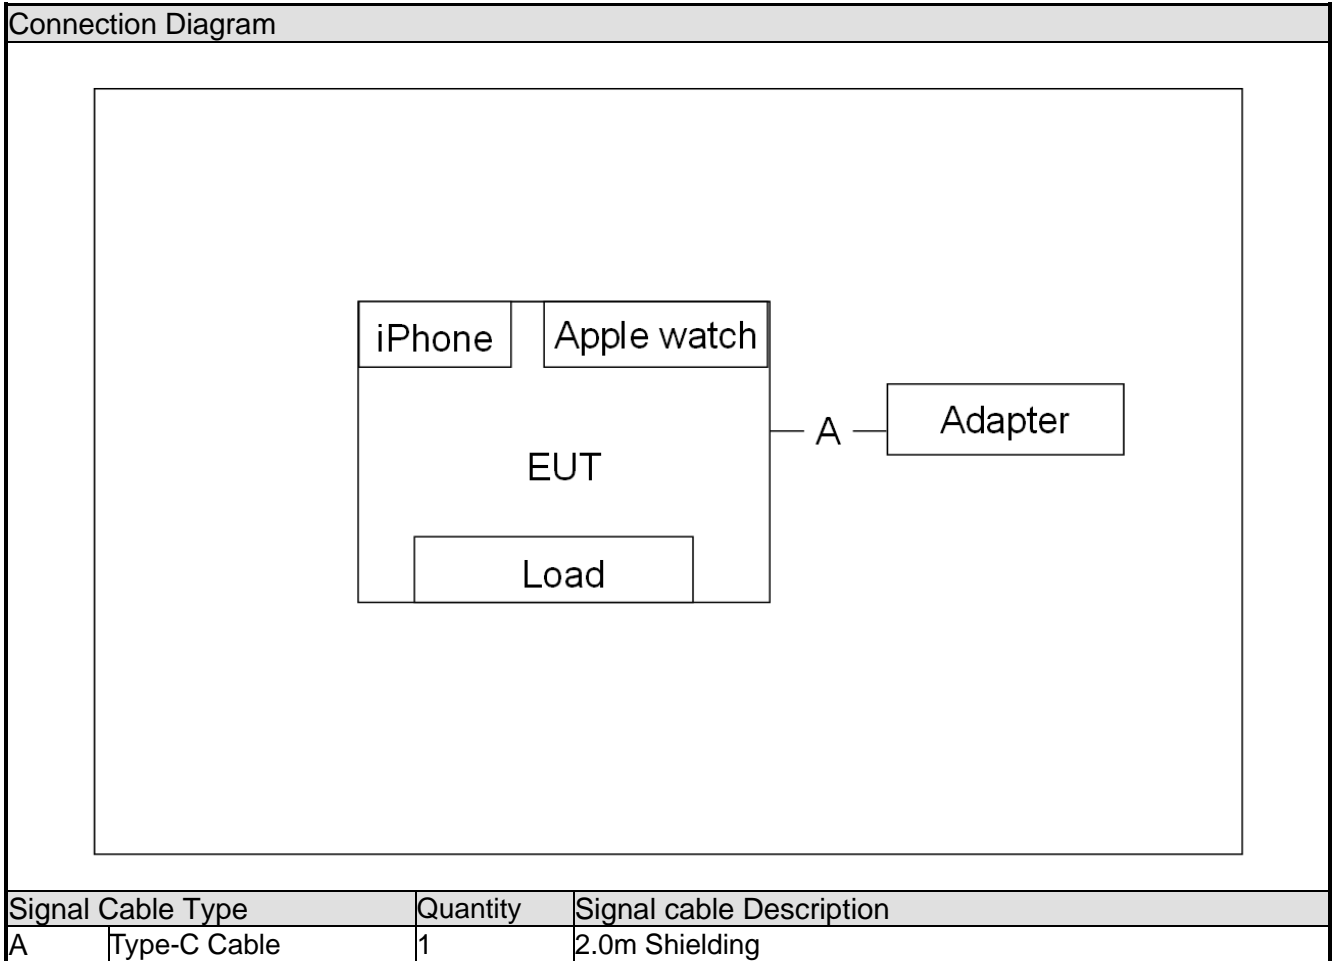 Connection Diagram
iPhone
Apple watch
A
Adapter
EUT
Load
Signal Cable Type Quantity Signal cable Description
A Type-C Cable 1 2.0m Shielding